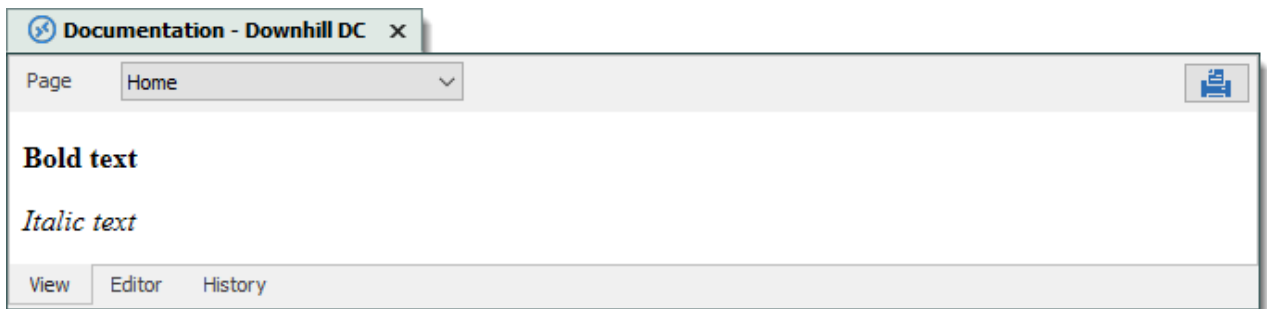 Documentation - Downhill DC
Page Home
Bold text
Italic text
View Editor History